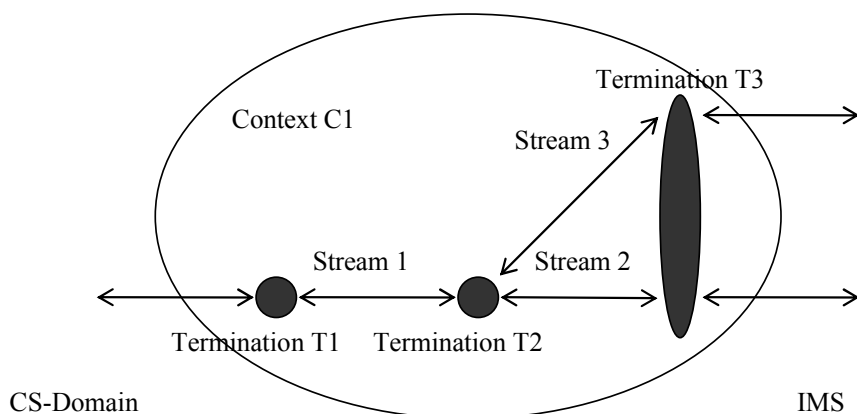 Termination T3
Context C1
Stream 3
Stream 1
Stream 2
Termination T1
Termination T2
CS-Domain
IMS